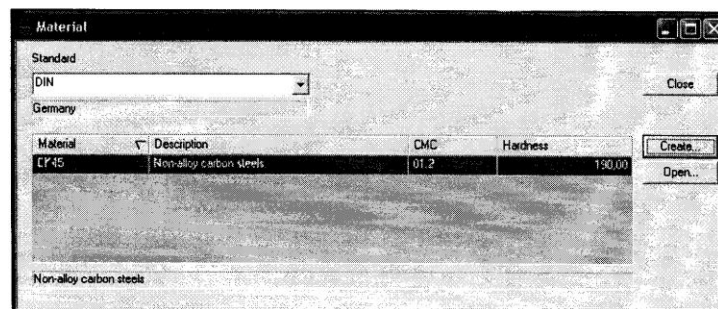 Material
Standard
DIN
Close
Germany
Material Description CMC Hardness
Create...
CK45 Non-alloy carbon steels 01.2 190,00
Open...
Non-alloy carbon steels